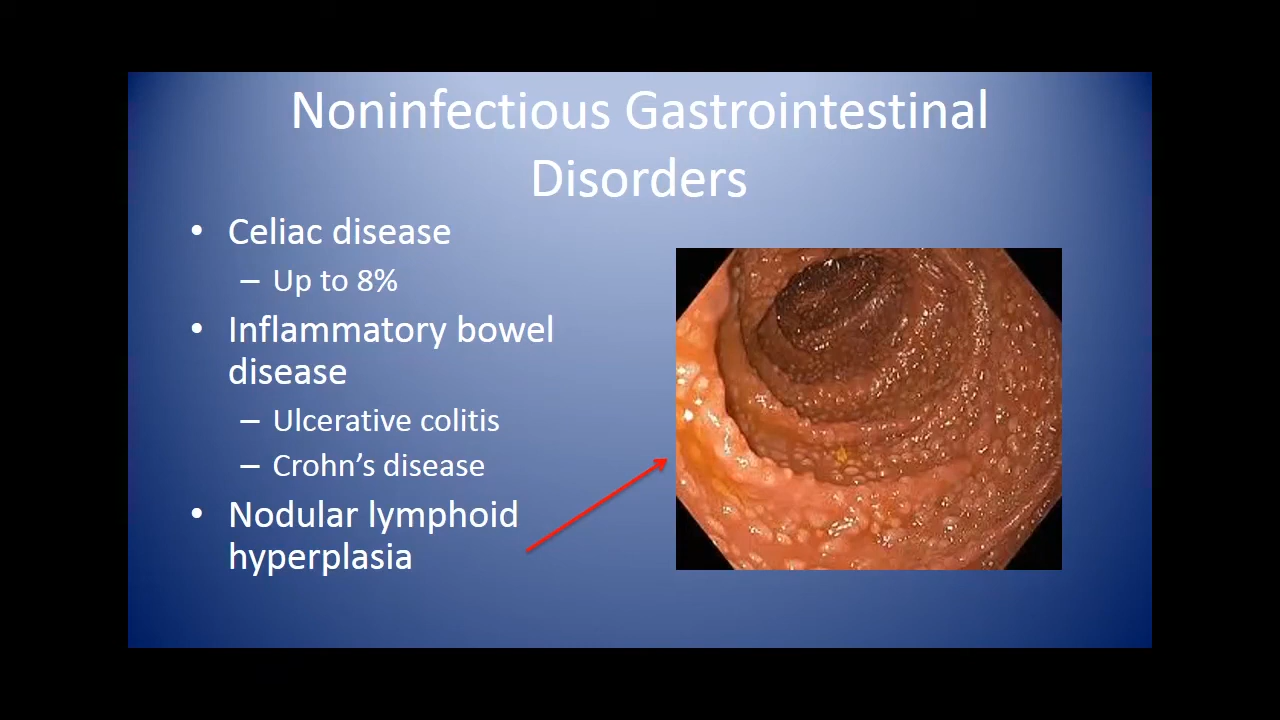 Noninfectious Gastrointestinal
Disorders
• Celiac disease
– Up to 8%
• Inflammatory bowel
disease
– Ulcerative colitis
– Crohn’s disease
• Nodular lymphoid
hyperplasia